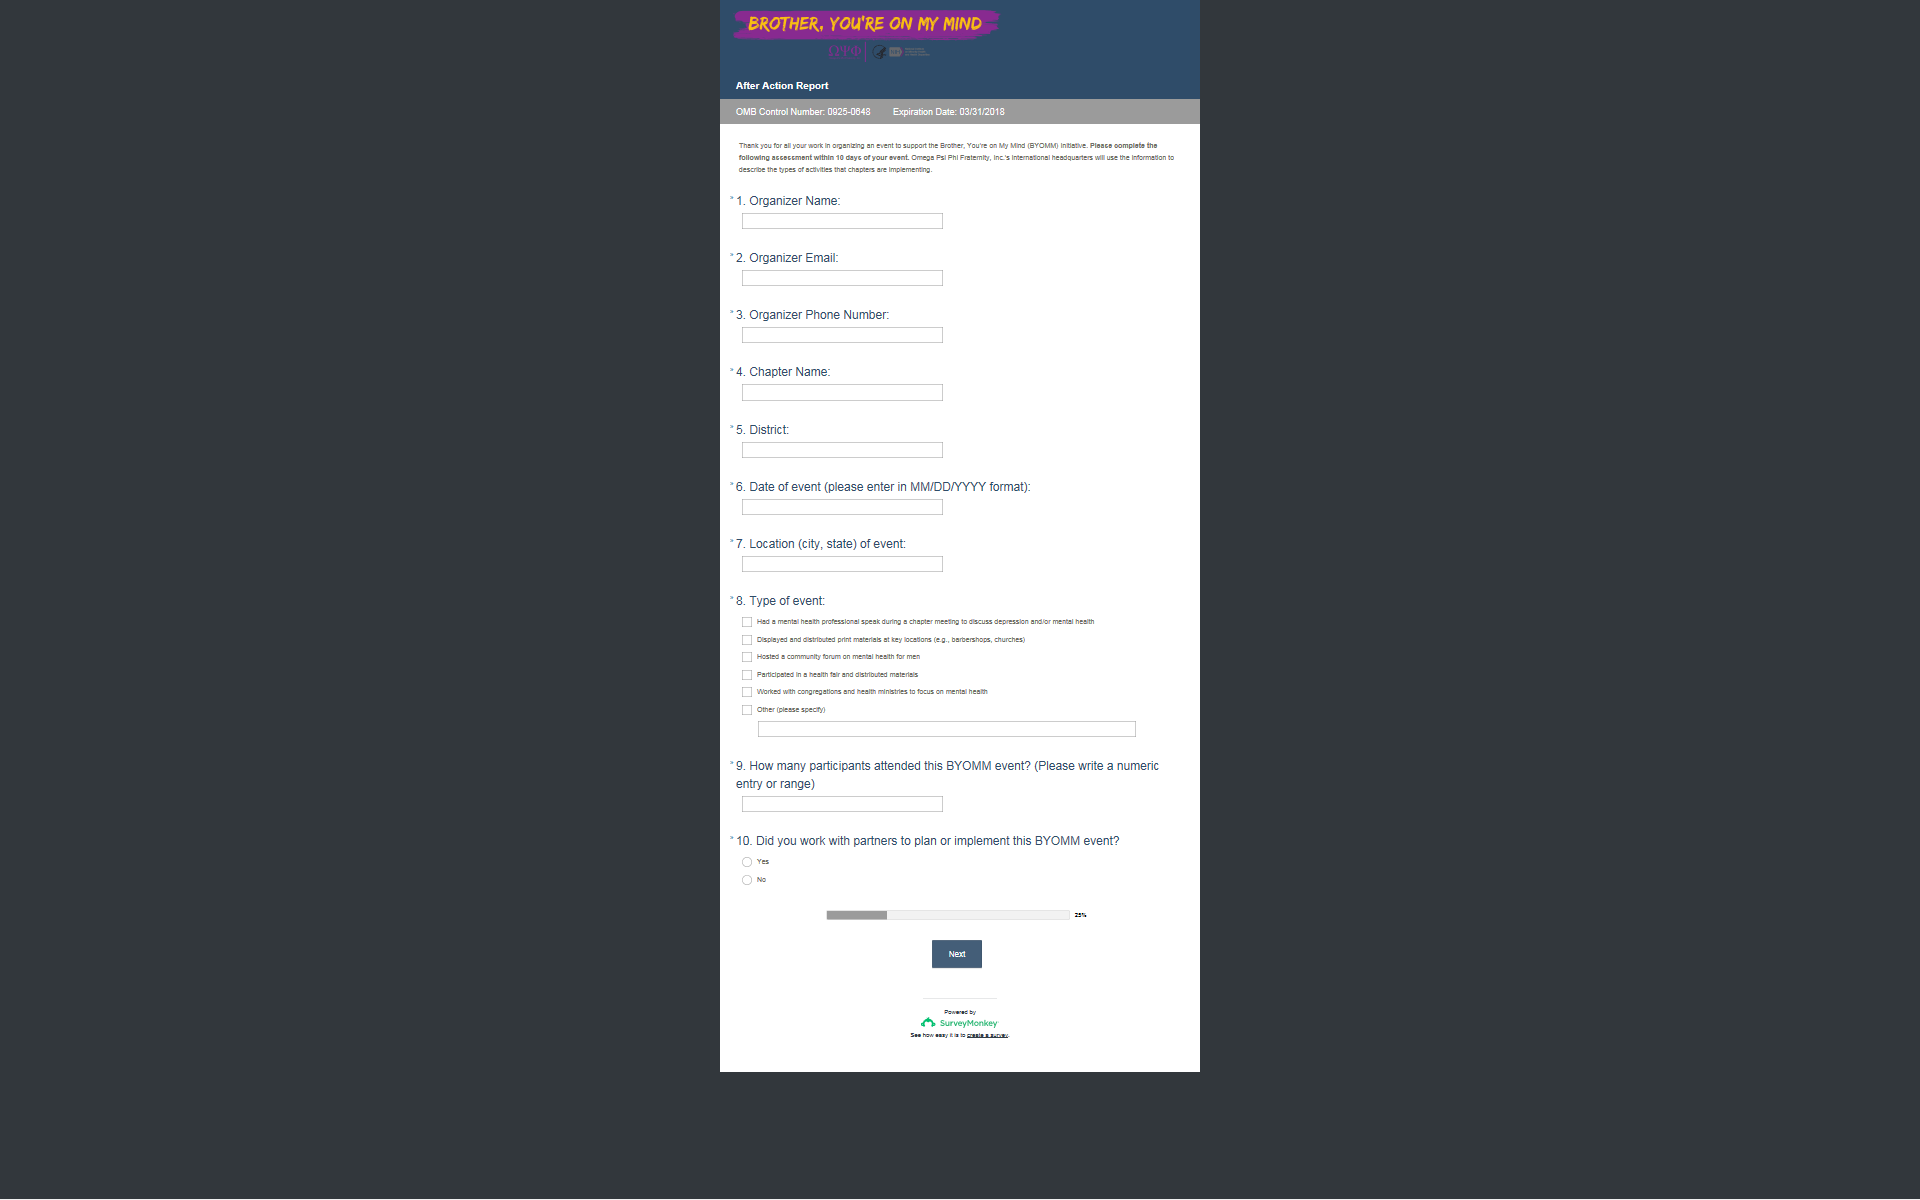 BROTHER, YOU'RE ON MY MIND
ΩΨΦ
After Action Report
OMB Control Number: 0925-0648 Expiration Date: 03/31/2018
Thank you for all your work in organizing an event to support the Brother, You're on My Mind (BYOMM) Initiative. Please complete the
following assessment within 10 days of your event. Omega Psi Phi Fraternity, Inc.'s international headquarters will use the information to
describe the types of activities that chapters are implementing.
* 1. Organizer Name:
* 2. Organizer Email:
* 3. Organizer Phone Number:
* 4. Chapter Name:
* 5. District:
* 6. Date of event (please enter in MM/DD/YYYY format):
* 7. Location (city, state) of event:
* 8. Type of event:
Had a mental health professional speak during a chapter meeting to discuss depression and/or mental health
Displayed and distributed print materials at key locations (e.g., barbershops, churches)
Hosted a community forum on mental health for men
Participated in a health fair and distributed materials
Worked with congregations and health ministries to focus on mental health
Other (please specify)
* 9. How many participants attended this BYOMM event? (Please write a numeric
entry or range)
* 10. Did you work with partners to plan or implement this BYOMM event?
Yes
No
25%
Next
Powered by
SurveyMonkey
See how easy it is to create a survey.